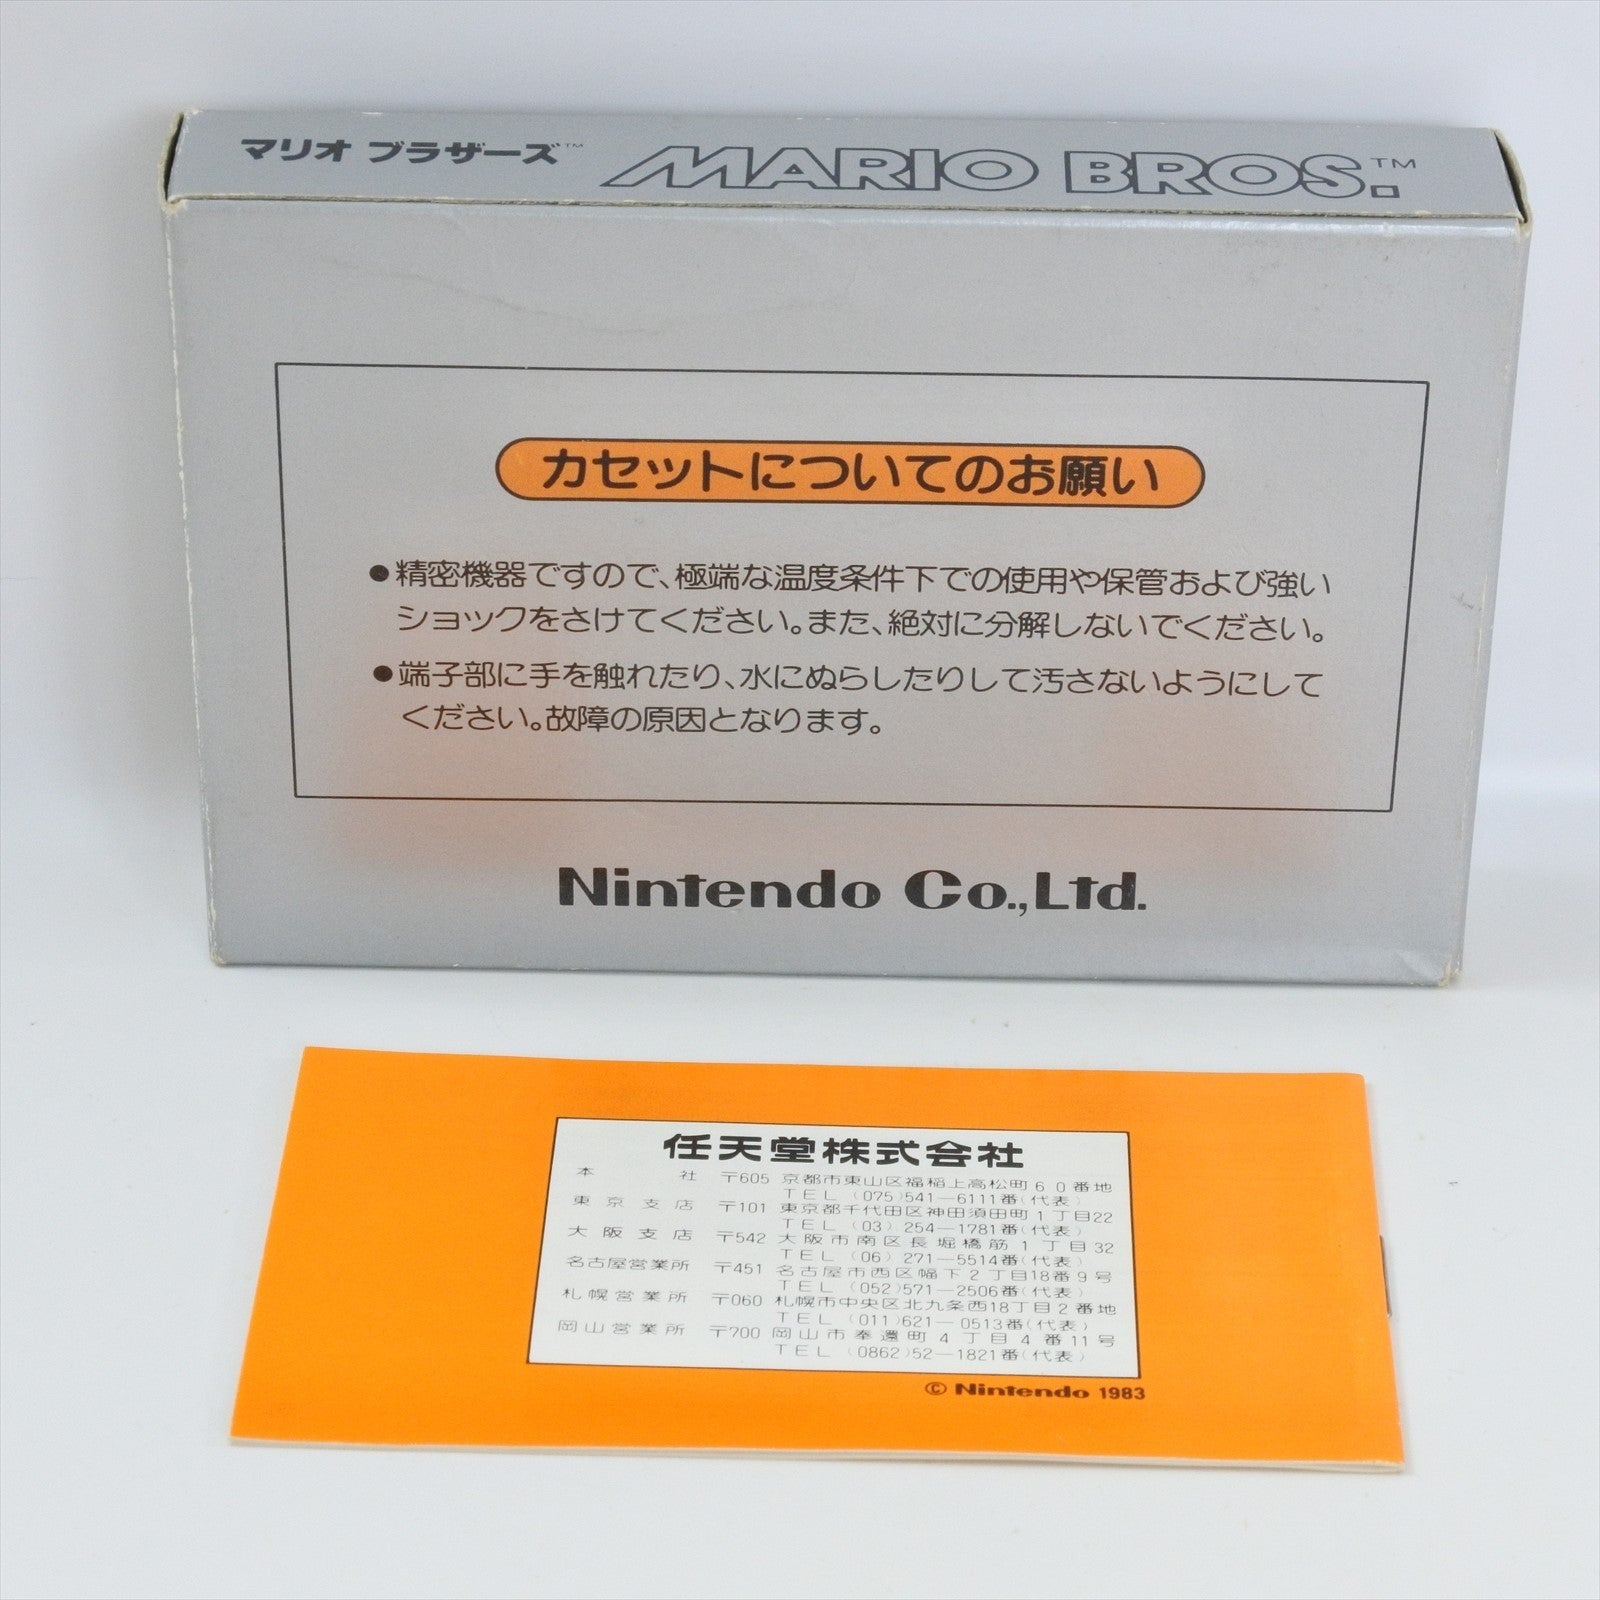 マリオ ブラザーズ™ MARIO BROS.™
カセットについてのお願い
●精密機器ですので、極端な温度条件下での使用や保管および強い
ショックをさけてください。また、絶対に分解しないでください。
●端子部に手を触れたり、水にぬらしたりして汚さないようにして
ください。故障の原因となります。
Nintendo Co.,Ltd.
任天堂株式会社
本社 〒605 京都市東山区福稲上高松町60番地
TEL (075)541—6111番(代表)
東京支店 〒101 東京都千代田区神田須田町1丁目22
TEL (03) 254—1781番(代表)
大阪支店 〒542 大阪市南区長堀橋筋1丁目32
TEL (06) 271—5514番(代表)
名古屋営業所 〒451 名古屋市西区幅下2丁目18番9号
TEL (052)571—2506番(代表)
札幌営業所 〒060 札幌市中央区北九条西18丁目2番地
TEL (011)621—0513番(代表)
岡山営業所 〒700 岡山市奉還町4丁目4番11号
TEL (0862)52—1821番(代表)
© Nintendo 1983